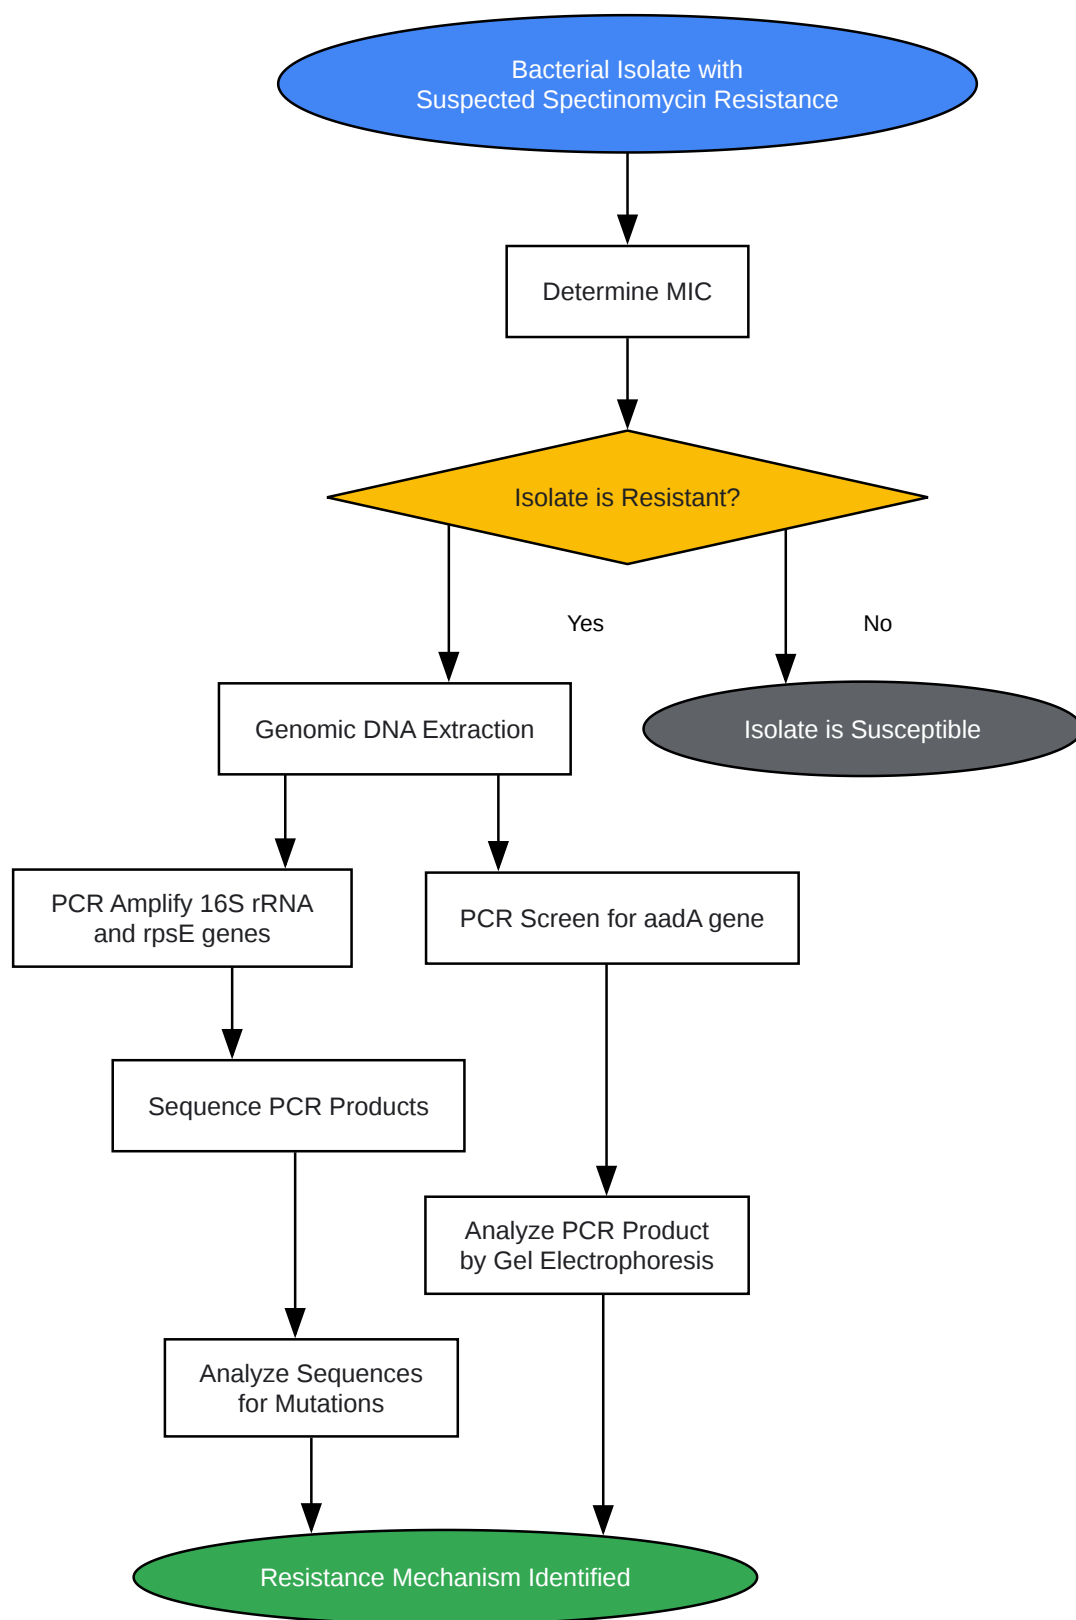 Bacterial Isolate with
Suspected Spectinomycin Resistance
Determine MIC
Isolate is Resistant?
Yes
No
Genomic DNA Extraction
Isolate is Susceptible
PCR Amplify 16S rRNA
and rpsE genes
PCR Screen for aadA gene
Sequence PCR Products
Analyze PCR Product
by Gel Electrophoresis
Analyze Sequences
for Mutations
Resistance Mechanism Identified